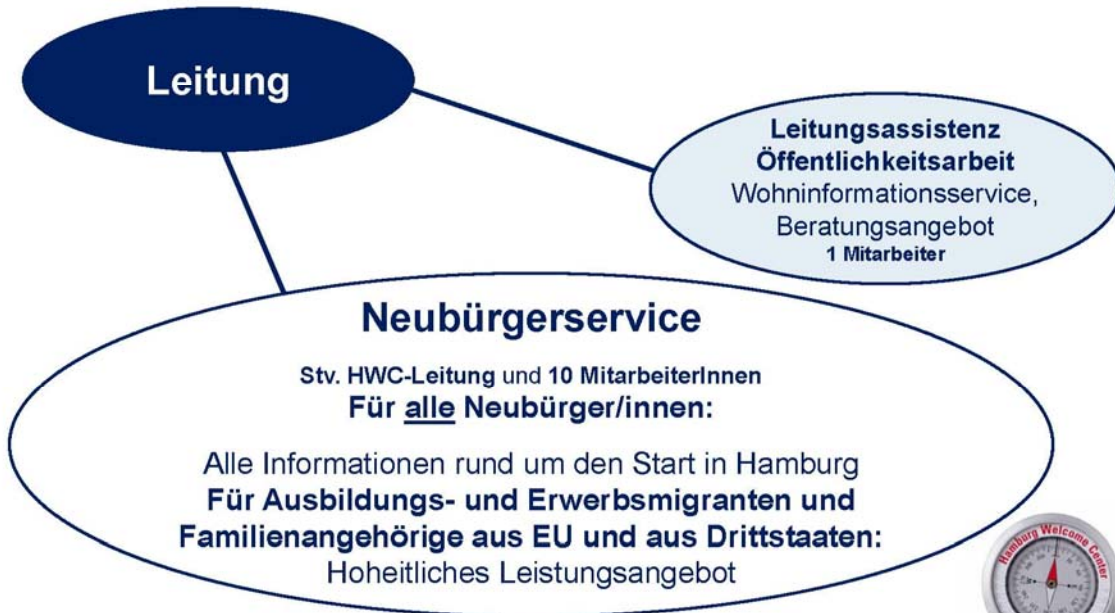 Leitung
Leitungsassistenz
Öffentlichkeitsarbeit
Wohninformationsservice,
Beratungsangebot
1 Mitarbeiter
Neubürgerservice
Stv. HWC-Leitung und 10 MitarbeiterInnen
Für alle Neubürger/innen:
Alle Informationen rund um den Start in Hamburg
Für Ausbildungs- und Erwerbsmigranten und
Familienangehörige aus EU und aus Drittstaaten:
Hoheitliches Leistungsangebot
Hamburg Welcome Center